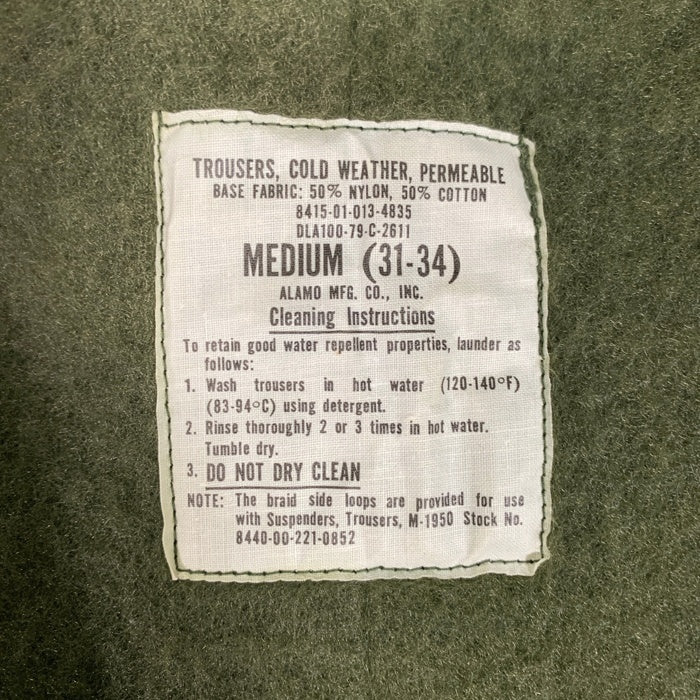 TROUSERS, COLD WEATHER, PERMEABLE
BASE FABRIC: 50% NYLON, 50% COTTON
8415-01-013-4835
DLA100-79-C-2611
MEDIUM (31-34)
ALAMO MFG. CO., INC.
Cleaning Instructions
To retain good water repellent properties, launder as
follows:
1. Wash trousers in hot water (120-140°F)
(83-94°C) using detergent.
2. Rinse thoroughly 2 or 3 times in hot water.
Tumble dry.
3. DO NOT DRY CLEAN
NOTE: The braid side loops are provided for use
with Suspenders, Trousers, M-1950 Stock No.
8440-00-221-0852